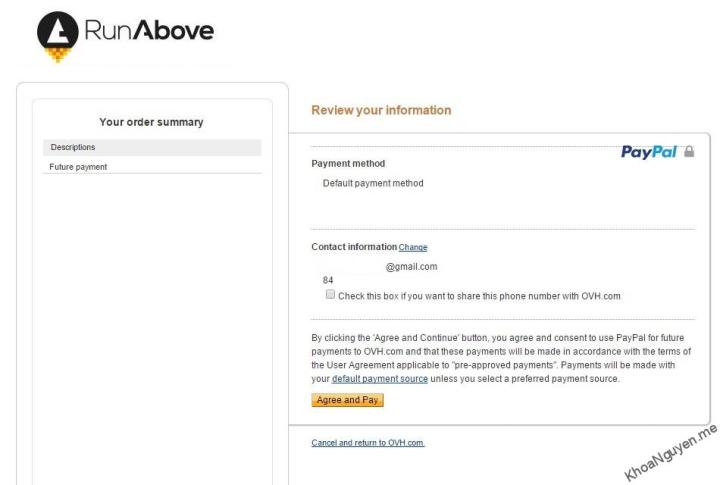 RunAbove
Your order summary
Descriptions
Future payment
Review your information
PayPal
Payment method
Default payment method
Contact information Change
@gmail.com
84
Check this box if you want to share this phone number with OVH.com
By clicking the 'Agree and Continue' button, you agree and consent to use PayPal for future
payments to OVH.com and that these payments will be made in accordance with the terms of
the User Agreement applicable to "pre-approved payments". Payments will be made with
your default payment source unless you select a preferred payment source.
Agree and Pay
Cancel and return to OVH.com.
KhoaNguyen.me